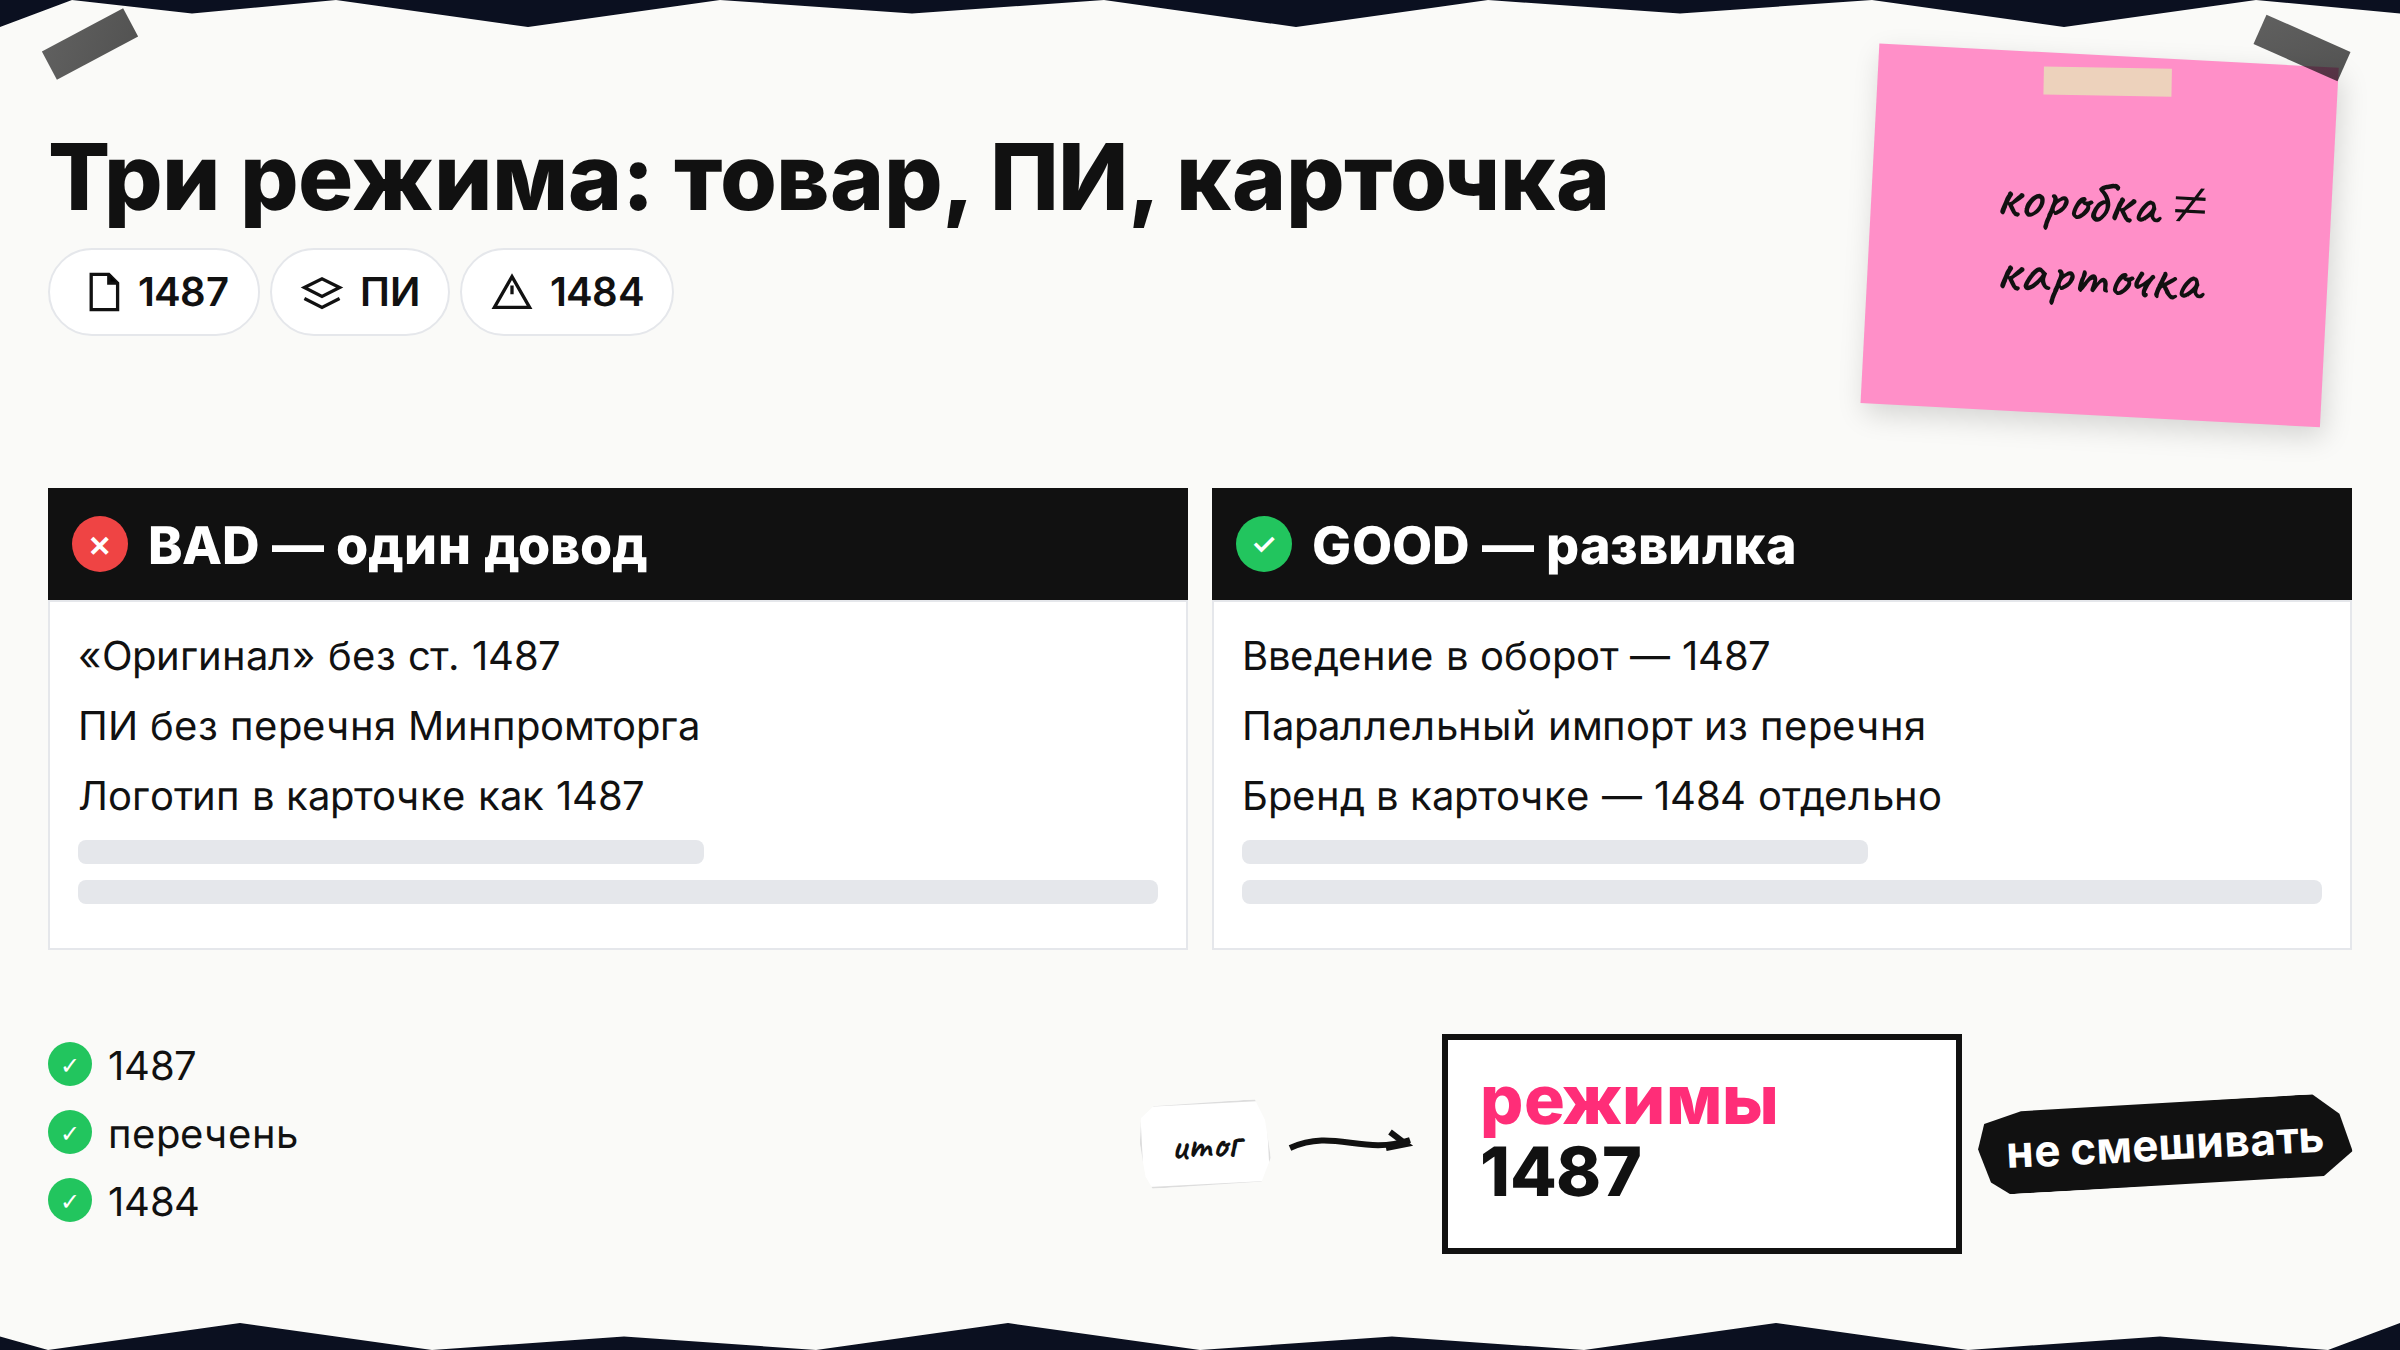 Три режима: товар, ПИ, карточка
1487
ПИ
1484
коробка ≠
карточка
BAD — один довод
«Оригинал» без ст. 1487
ПИ без перечня Минпромторга
Логотип в карточке как 1487
GOOD — развилка
Введение в оборот — 1487
Параллельный импорт из перечня
Бренд в карточке — 1484 отдельно
1487
перечень
1484
итог
режимы
1487
не смешивать